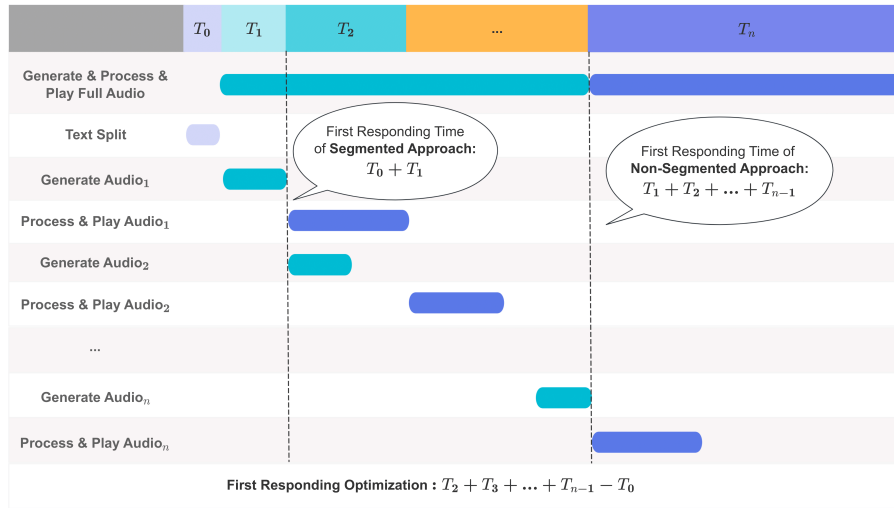 T₀ T₁ T₂ ... Tₙ
Generate & Process &
Play Full Audio
Text Split
First Responding Time
of Segmented Approach:
T₀ + T₁
First Responding Time of
Non-Segmented Approach:
T₁ + T₂ + ... + Tₙ₋₁
Generate Audio₁
Process & Play Audio₁
Generate Audio₂
Process & Play Audio₂
...
Generate Audioₙ
Process & Play Audioₙ
First Responding Optimization : T₂ + T₃ + ... + Tₙ₋₁ − T₀